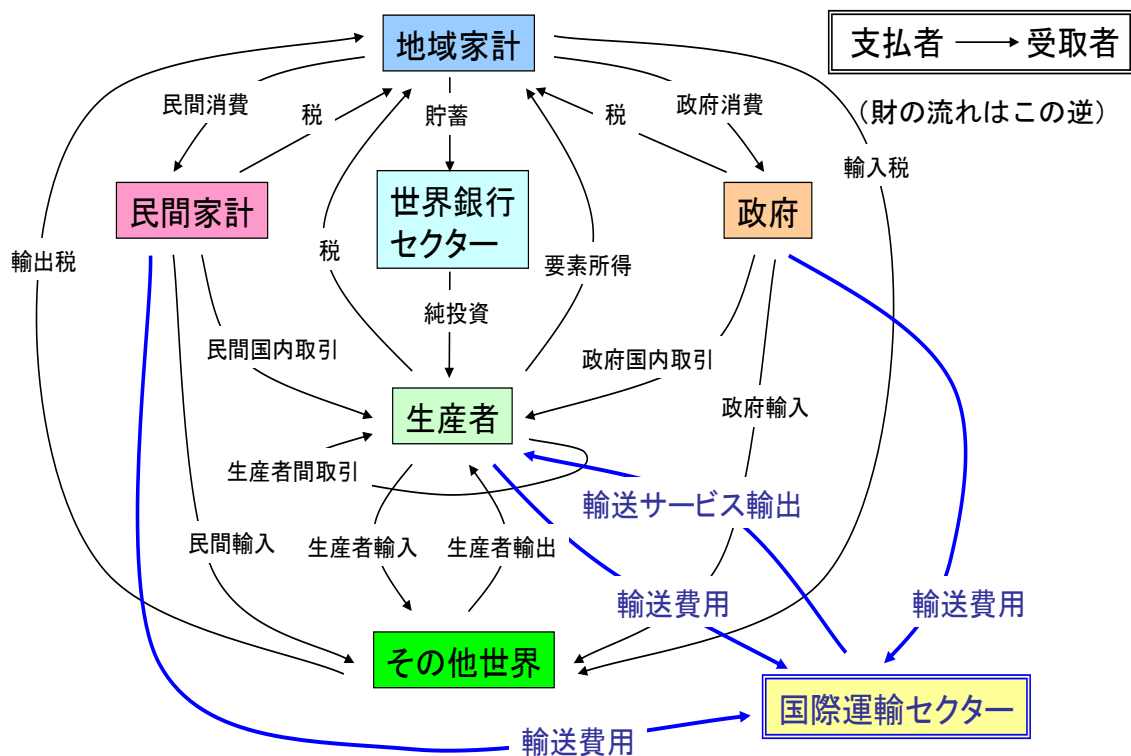 地域家計
支払者 → 受取者
(財の流れはこの逆)
民間消費
税
貯蓄
政府消費
税
輸入税
民間家計
世界銀行
セクター
政府
輸出税
税
要素所得
純投資
民間国内取引
政府国内取引
生産者
政府輸入
生産者間取引
輸送サービス輸出
民間輸入
生産者輸入
生産者輸出
輸送費用
輸送費用
その他世界
国際運輸セクター
輸送費用